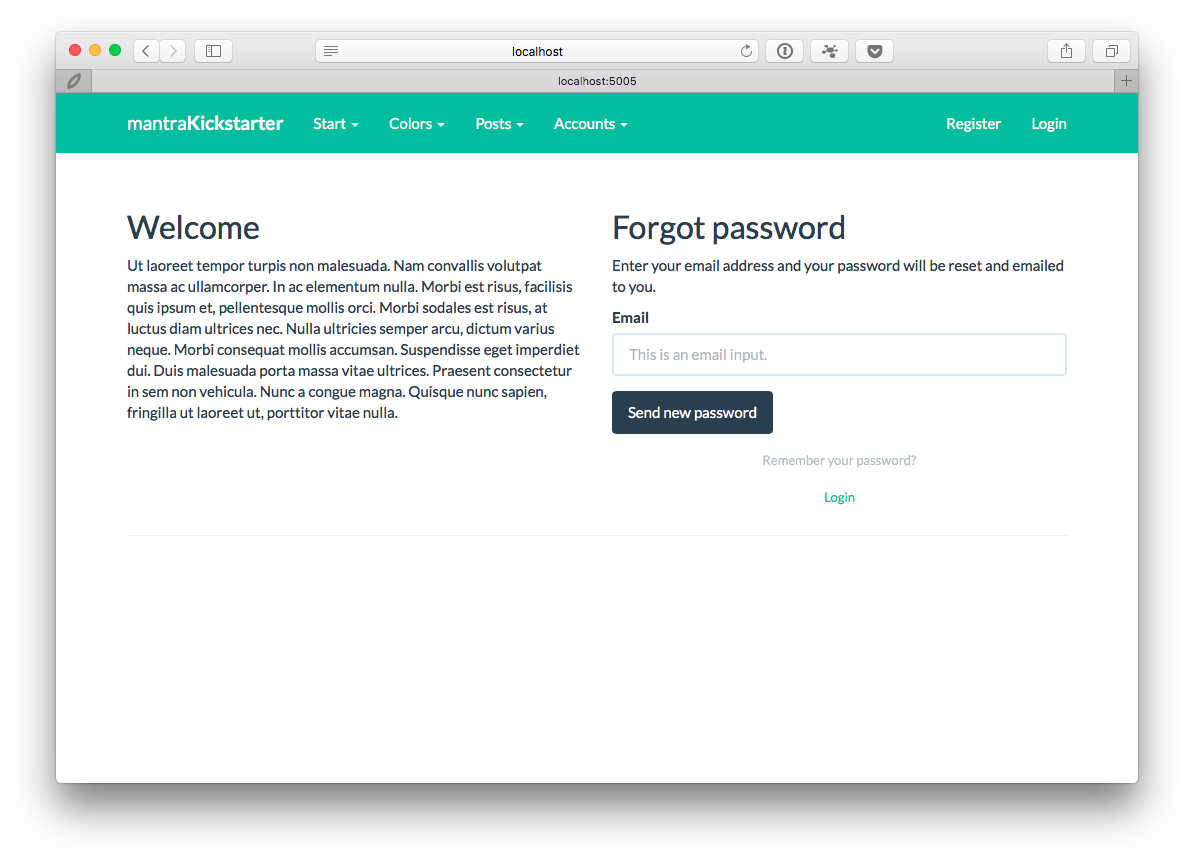 localhost
localhost:5005
mantraKickstarter Start Colors Posts Accounts Register Login
Welcome
Ut laoreet tempor turpis non malesuada. Nam convallis volutpat
massa ac ullamcorper. In ac elementum nulla. Morbi est risus, facilisis
quis ipsum et, pellentesque mollis orci. Morbi sodales est risus, at
luctus diam ultrices nec. Nulla ultricies semper arcu, dictum varius
neque. Morbi consequat mollis accumsan. Suspendisse eget imperdiet
dui. Duis malesuada porta massa vitae ultrices. Praesent consectetur
in sem non vehicula. Nunc a congue magna. Quisque nunc sapien,
fringilla ut laoreet ut, porttitor vitae nulla.
Forgot password
Enter your email address and your password will be reset and emailed
to you.
Email
This is an email input.
Send new password
Remember your password?
Login